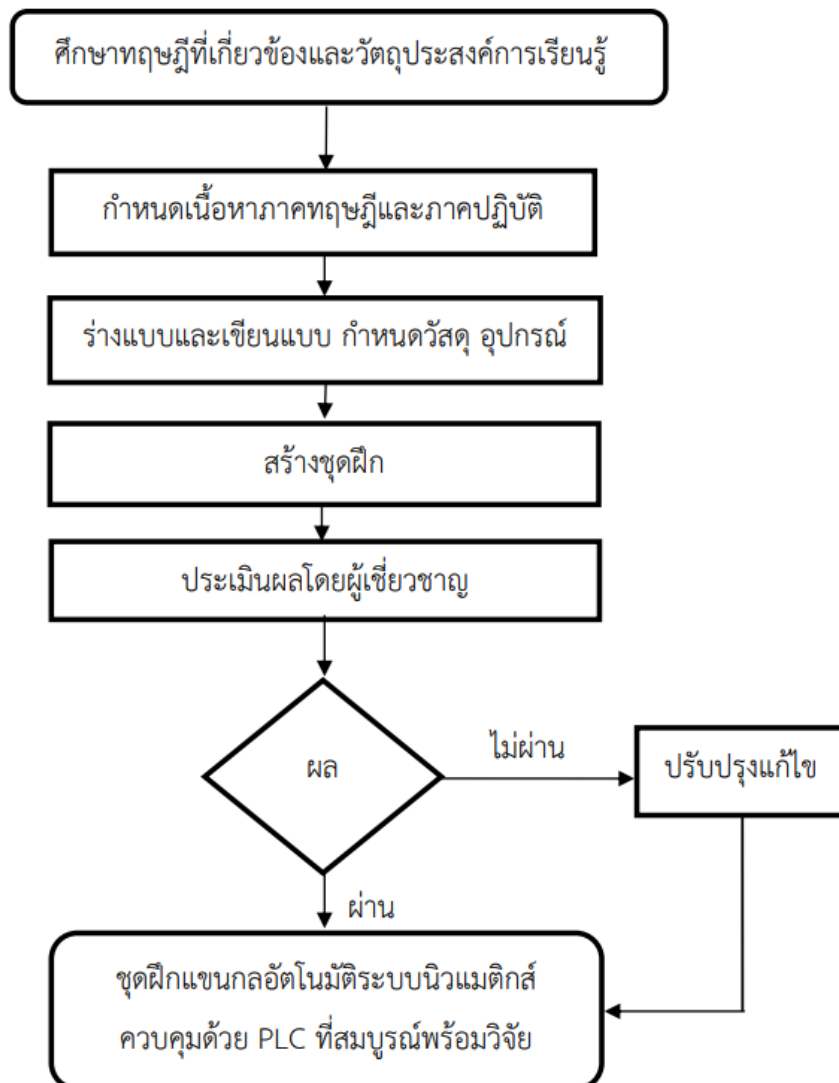 ศึกษาทฤษฎีที่เกี่ยวข้องและวัตถุประสงค์การเรียนรู้
กำหนดเนื้อหาภาคทฤษฎีและภาคปฏิบัติ
ร่างแบบและเขียนแบบ กำหนดวัสดุ อุปกรณ์
สร้างชุดฝึก
ประเมินผลโดยผู้เชี่ยวชาญ
ผล
ไม่ผ่าน
ปรับปรุงแก้ไข
ผ่าน
ชุดฝึกแขนกลอัตโนมัติระบบนิวแมติกส์
ควบคุมด้วย PLC ที่สมบูรณ์พร้อมวิจัย